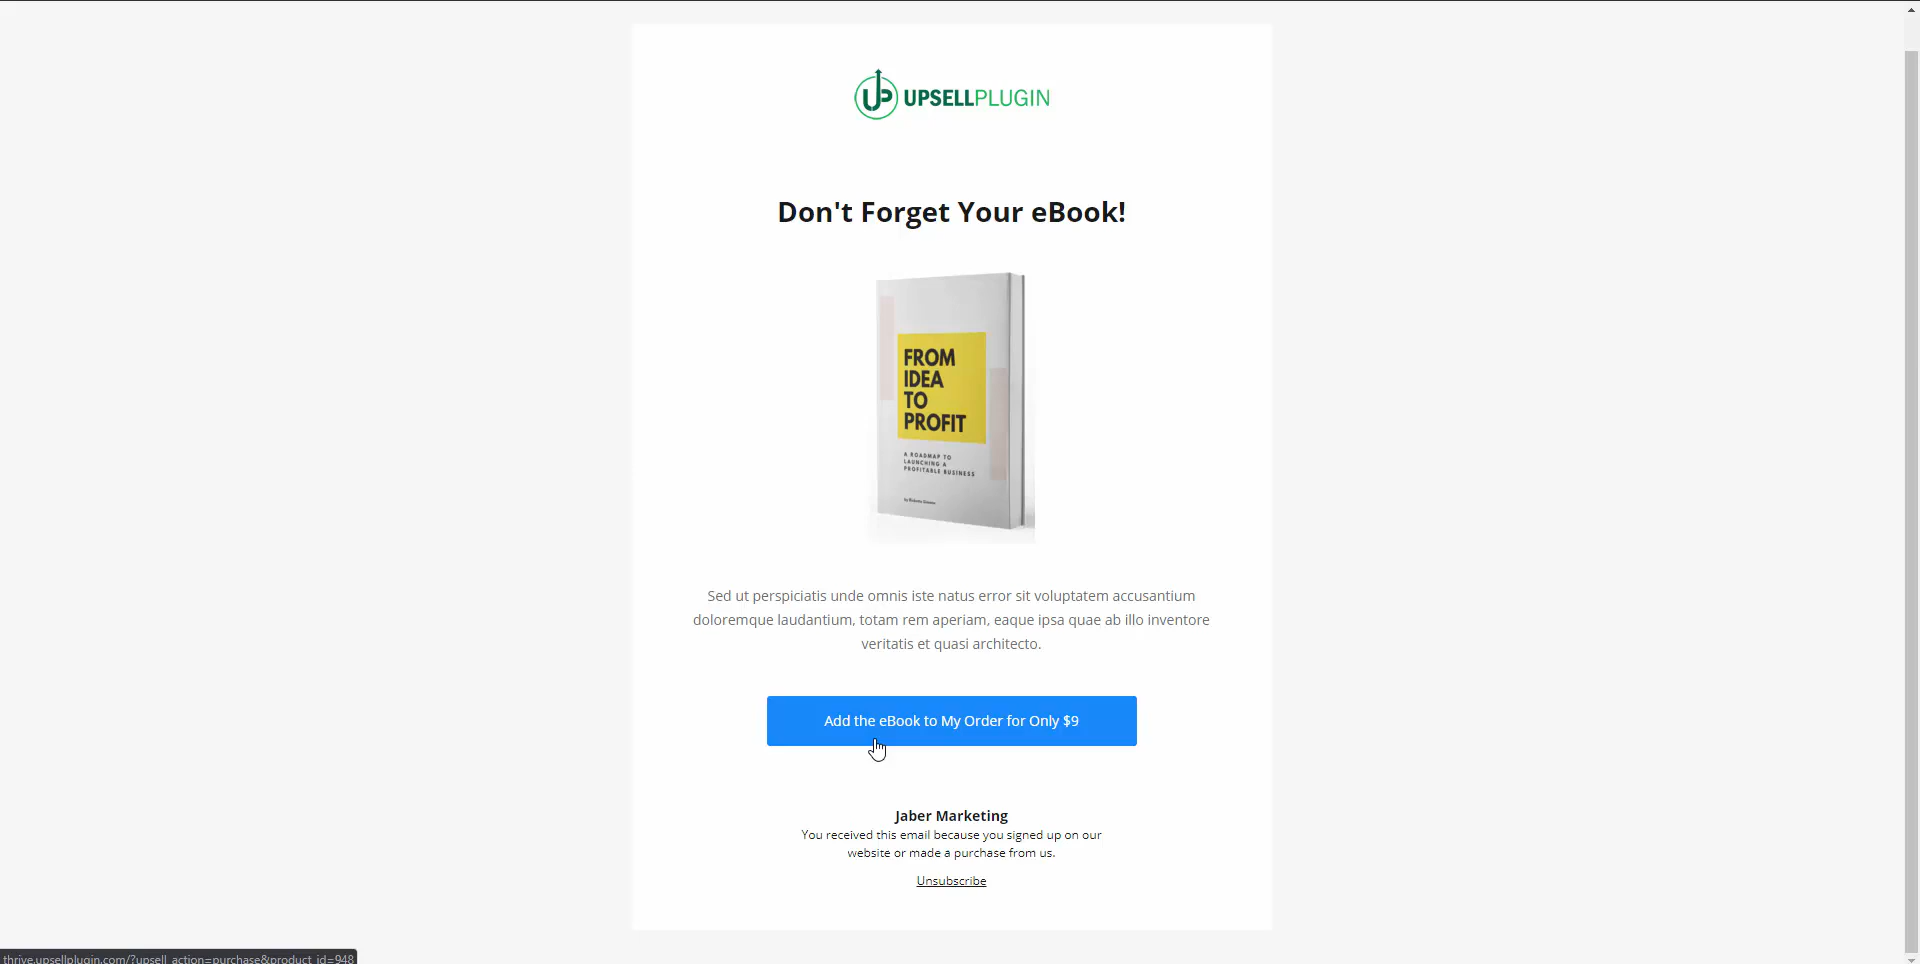 UPSELLPLUGIN
Don't Forget Your eBook!
FROM
IDEA
TO
PROFIT
A ROADMAP TO
LAUNCHING A
PROFITABLE BUSINESS
Sed ut perspiciatis unde omnis iste natus error sit voluptatem accusantium
doloremque laudantium, totam rem aperiam, eaque ipsa quae ab illo inventore
veritatis et quasi architecto.
Add the eBook to My Order for Only $9
Jaber Marketing
You received this email because you signed up on our
website or made a purchase from us.
Unsubscribe
thrive.upsellplugin.com/?upsell_action=purchase&product_id=948